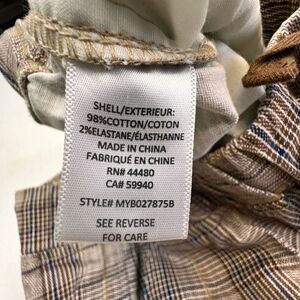 SHELL/EXTERIEUR:
98%COTTON/COTON
2%ELASTANE/ÉLASTHANNE
MADE IN CHINA
FABRIQUÉ EN CHINE
RN# 44480
CA# 59940
STYLE# MYB027875B
SEE REVERSE
FOR CARE